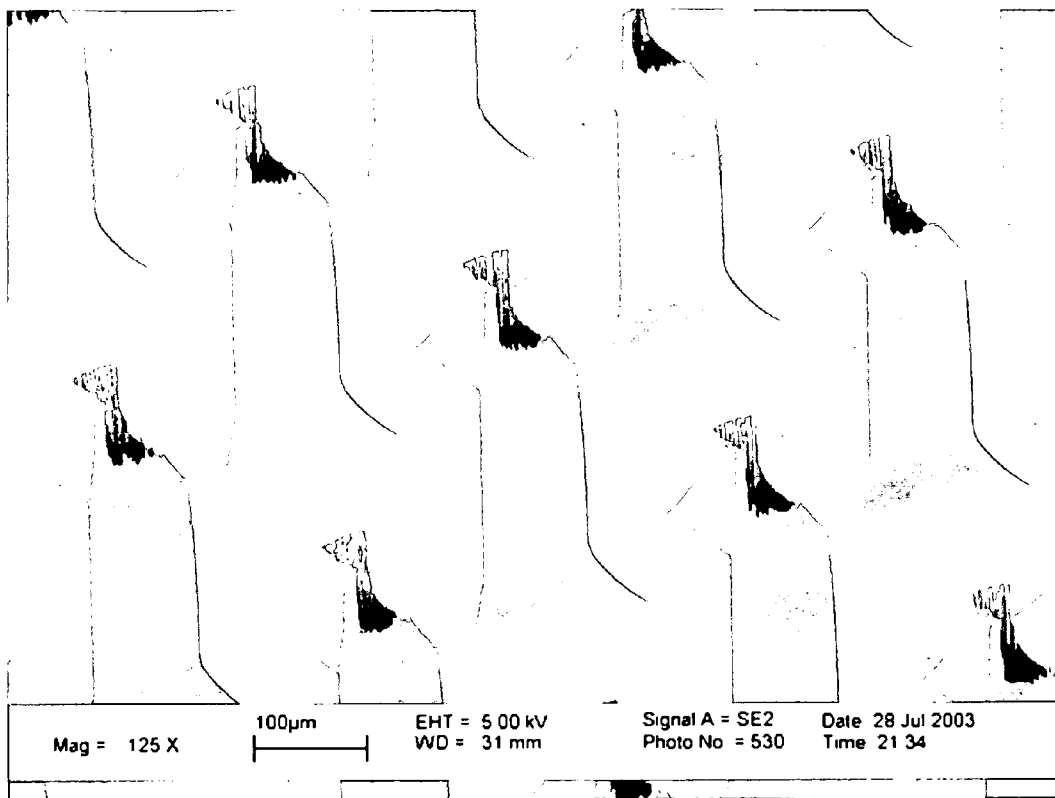 100µm
EHT = 5 00 kV
Signal A = SE2
Date 28 Jul 2003
Mag = 125 X
WD = 31 mm
Photo No = 530
Time 21 34